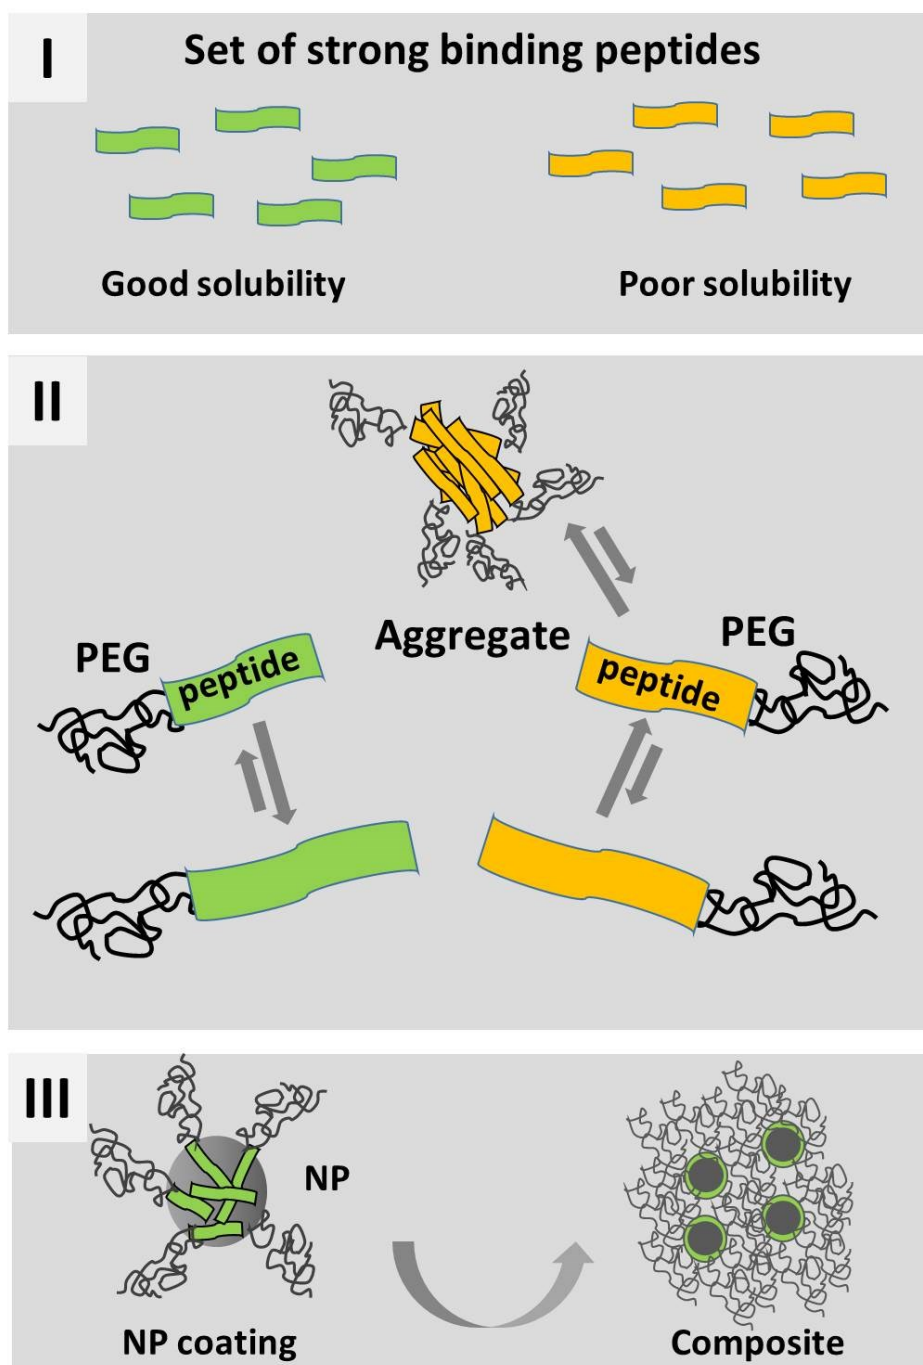 I
Set of strong binding peptides
Good solubility
Poor solubility
II
Aggregate
PEG
PEG
peptide
peptide
III
NP
NP coating
Composite